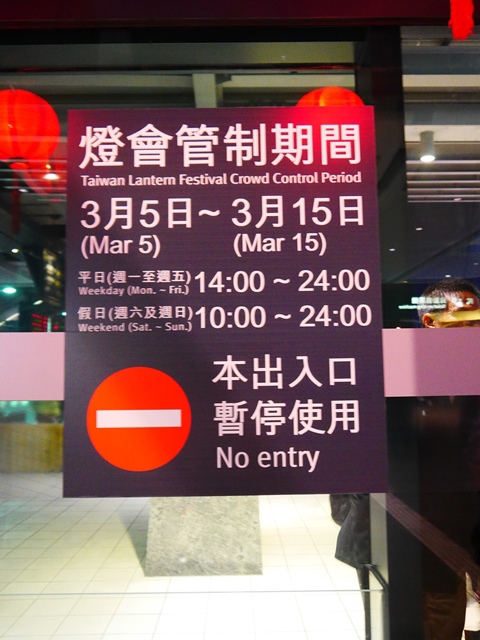 燈會管制期間
Taiwan Lantern Festival Crowd Control Period
3月5日~ 3月15日
(Mar 5) (Mar 15)
平日(週一至週五) 14:00 ~ 24:00
Weekday (Mon. ~ Fri.)
假日(週六及週日) 10:00 ~ 24:00
Weekend (Sat. ~ Sun.)
本出入口
暫停使用
No entry